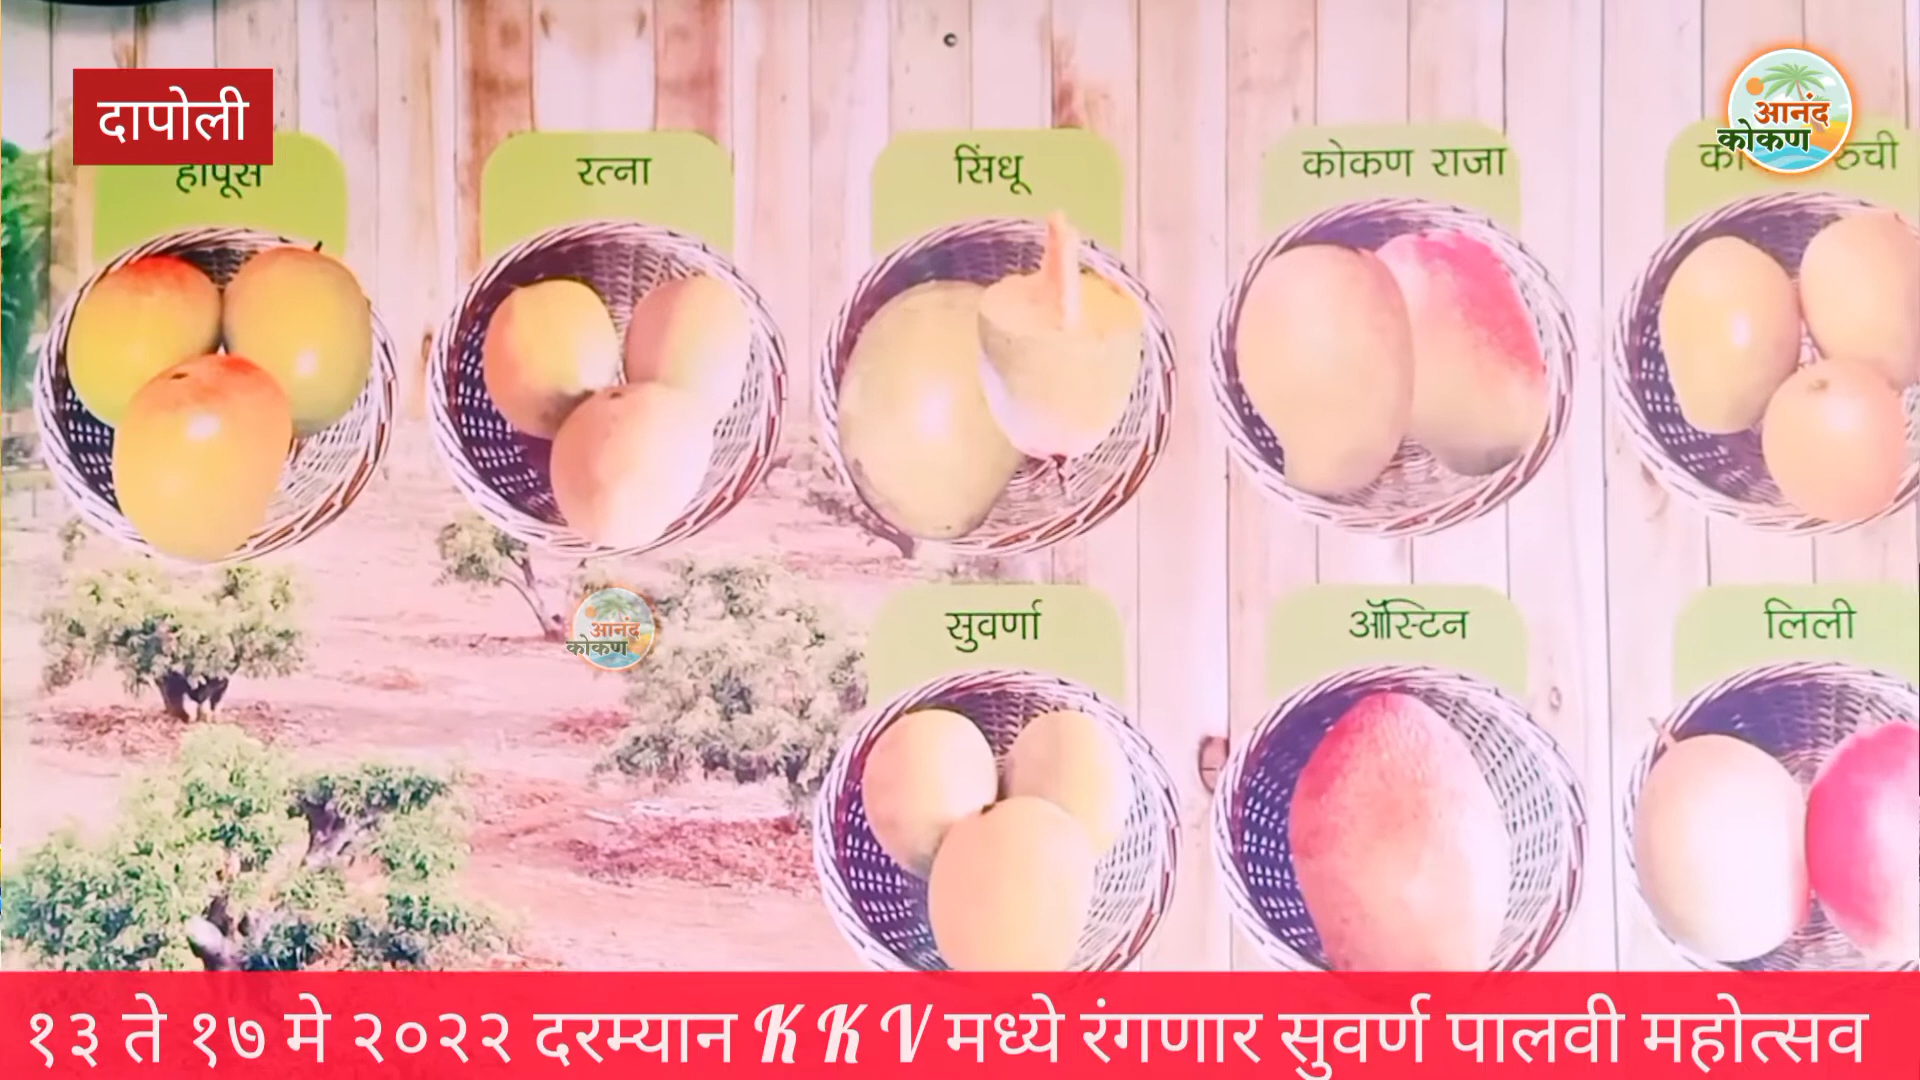 दापोली
आनंद
कोकण
हापूस
रत्ना
सिंधू
कोकण राजा
रुची
आनंद
कोकण
सुवर्णा
ऑस्टिन
लिली
१३ ते १७ मे २०२२ दरम्यान KKV मध्ये रंगणार सुवर्ण पालवी महोत्सव